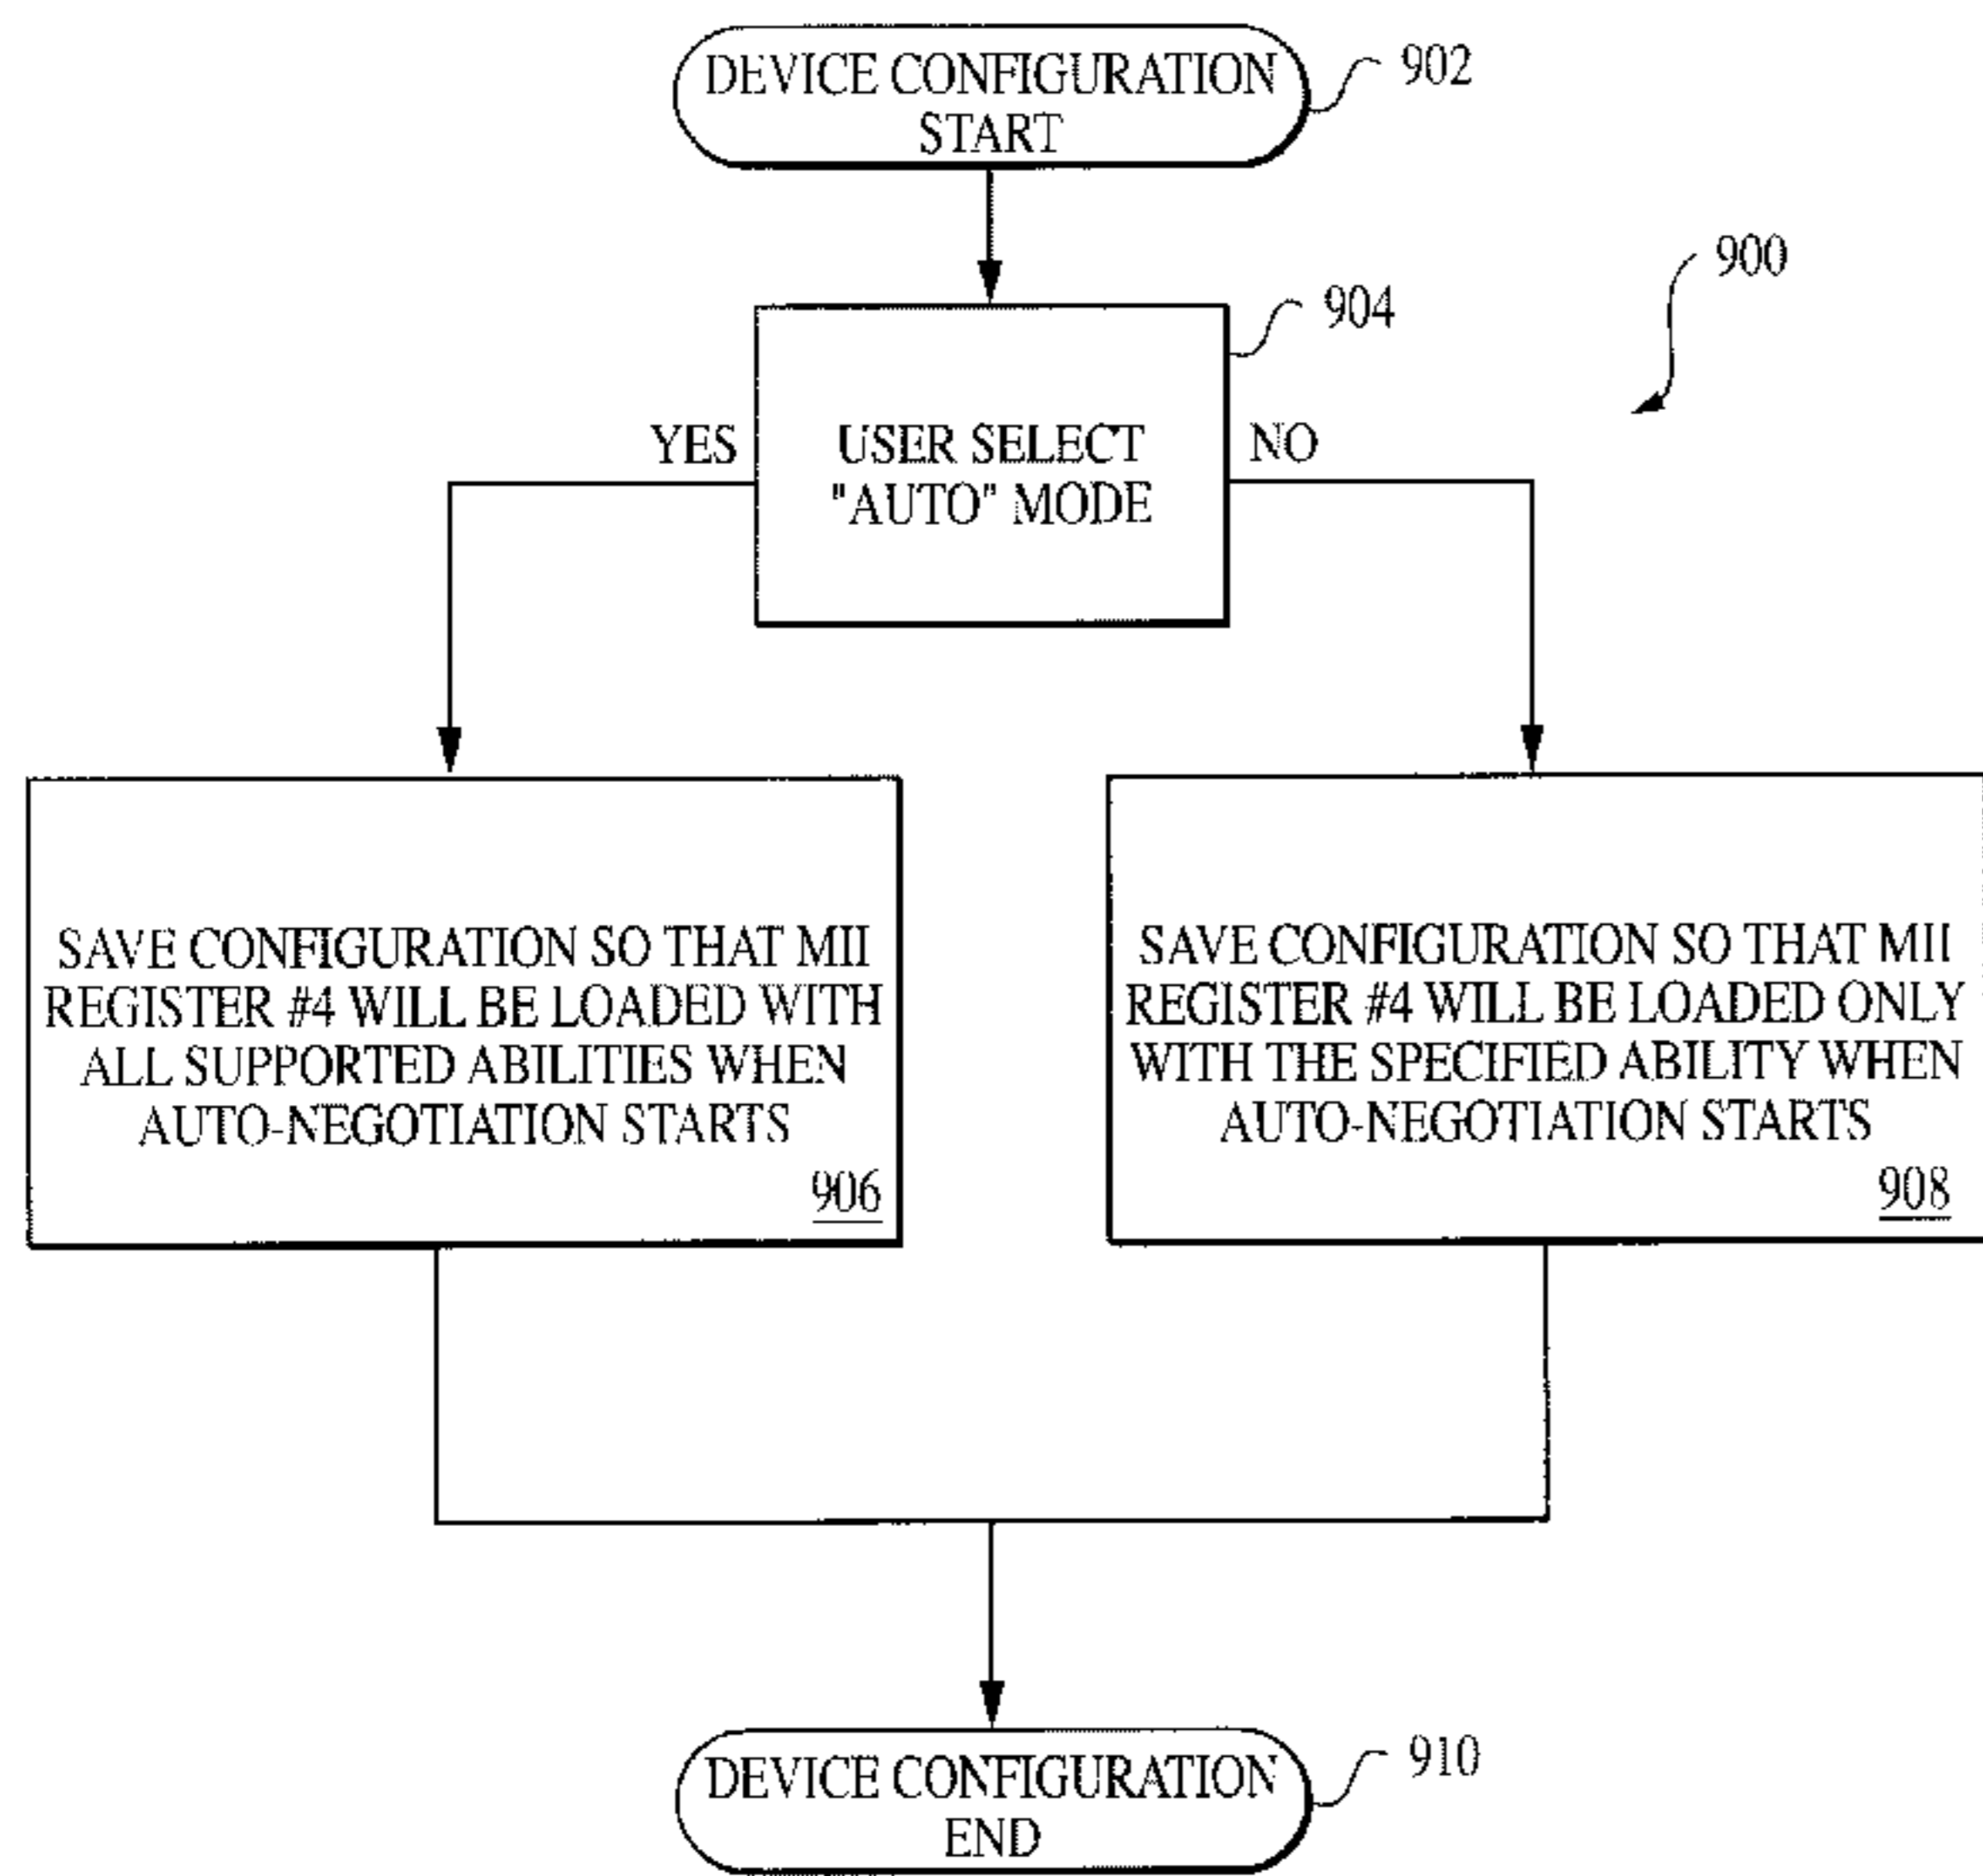 DEVICE CONFIGURATION
START
902
900
904
YES
USER SELECT
"AUTO" MODE
NO
SAVE CONFIGURATION SO THAT MII
REGISTER #4 WILL BE LOADED WITH
ALL SUPPORTED ABILITIES WHEN
AUTO-NEGOTIATION STARTS
906
SAVE CONFIGURATION SO THAT MII
REGISTER #4 WILL BE LOADED ONLY
WITH THE SPECIFIED ABILITY WHEN
AUTO-NEGOTIATION STARTS
908
DEVICE CONFIGURATION
END
910